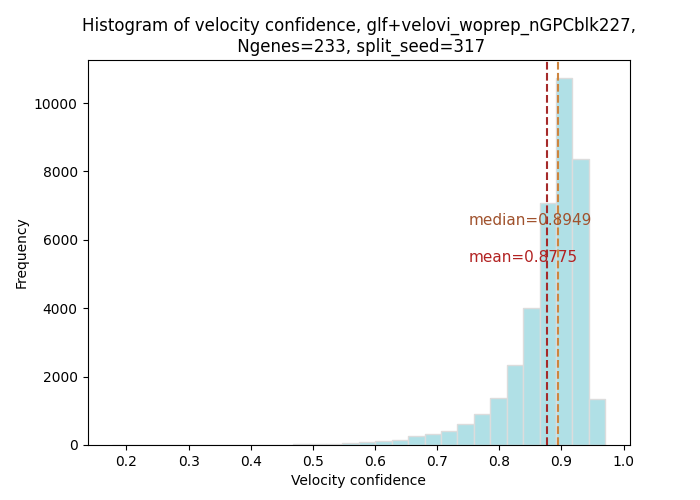 Histogram of velocity confidence, glf+velovi_woprep_nGPCblk227,
Ngenes=233, split_seed=317
Frequency
10000
8000
6000
4000
2000
0
median=0.8949
mean=0.8775
0.2 0.3 0.4 0.5 0.6 0.7 0.8 0.9 1.0
Velocity confidence